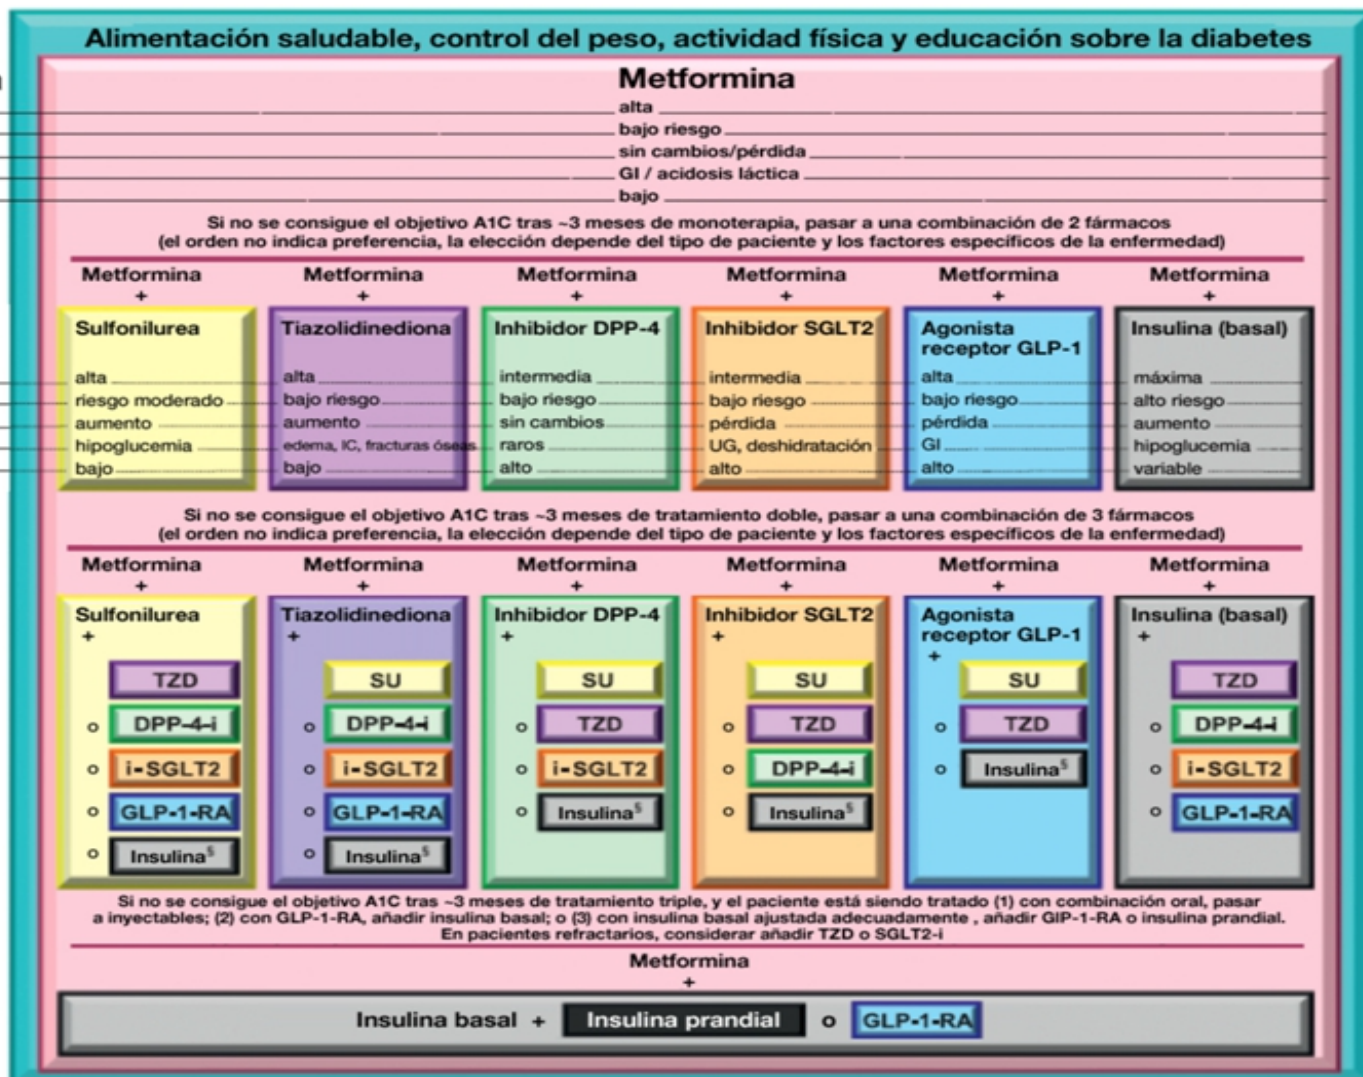 Alimentación saludable, control del peso, actividad física y educación sobre la diabetes
Metformina
alta
bajo riesgo
sin cambios/pérdida
GI / acidosis láctica
bajo
Si no se consigue el objetivo A1C tras ~3 meses de monoterapia, pasar a una combinación de 2 fármacos
(el orden no indica preferencia, la elección depende del tipo de paciente y los factores específicos de la enfermedad)
Metformina Metformina Metformina Metformina Metformina Metformina
+ + + + + +
Sulfonilurea
alta
riesgo moderado
aumento
hipoglucemia
bajo
Tiazolidinediona
alta
bajo riesgo
aumento
edema, IC, fracturas óseas
bajo
Inhibidor DPP-4
intermedia
bajo riesgo
sin cambios
raros
alto
Inhibidor SGLT2
intermedia
bajo riesgo
pérdida
UG, deshidratación
alto
Agonista
receptor GLP-1
alta
bajo riesgo
pérdida
GI
alto
Insulina (basal)
máxima
alto riesgo
aumento
hipoglucemia
variable
Si no se consigue el objetivo A1C tras ~3 meses de tratamiento doble, pasar a una combinación de 3 fármacos
(el orden no indica preferencia, la elección depende del tipo de paciente y los factores específicos de la enfermedad)
Metformina Metformina Metformina Metformina Metformina Metformina
+ + + + + +
Sulfonilurea
+
TZD
o DPP-4-i
o i-SGLT2
o GLP-1-RA
o Insulina§
Tiazolidinediona
+
SU
o DPP-4-i
o i-SGLT2
o GLP-1-RA
o Insulina§
Inhibidor DPP-4
+
SU
o TZD
o i-SGLT2
o Insulina§
Inhibidor SGLT2
+
SU
o TZD
o DPP-4-i
o Insulina§
Agonista
receptor GLP-1
+
SU
o TZD
o Insulina§
Insulina (basal)
+
TZD
o DPP-4-i
o i-SGLT2
o GLP-1-RA
Si no se consigue el objetivo A1C tras ~3 meses de tratamiento triple, y el paciente está siendo tratado (1) con combinación oral, pasar
a inyectables; (2) con GLP-1-RA, añadir insulina basal; o (3) con insulina basal ajustada adecuadamente , añadir GIP-1-RA o insulina prandial.
En pacientes refractarios, considerar añadir TZD o SGLT2-i
Metformina
+
Insulina basal + Insulina prandial o GLP-1-RA